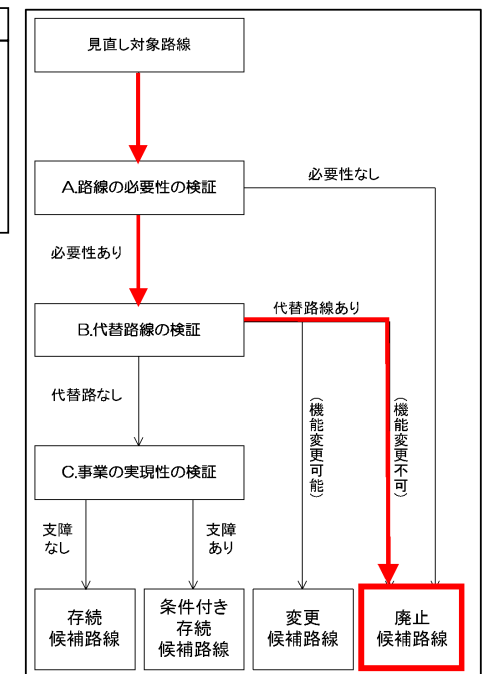 見直し対象路線
A.路線の必要性の検証
必要性なし
必要性あり
B.代替路線の検証
代替路線あり
代替路なし
（機能変更可能）
（機能変更不可）
C.事業の実現性の検証
支障
なし
支障
あり
存続
候補路線
条件付き
存続
候補路線
変更
候補路線
廃止
候補路線